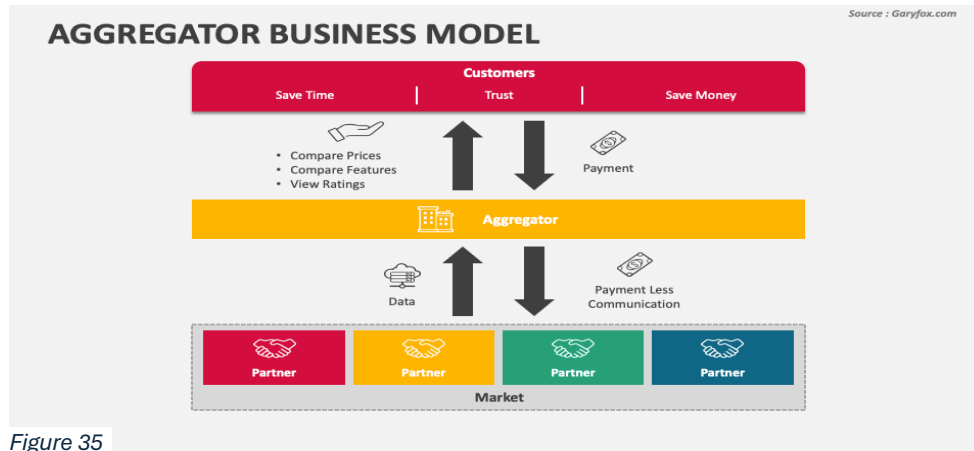 Source : Garyfox.com
AGGREGATOR BUSINESS MODEL
Customers
Save Time
Trust
Save Money
• Compare Prices
• Compare Features
• View Ratings
Payment
Aggregator
Data
Payment Less
Communication
Partner
Partner
Partner
Partner
Market
Figure 35